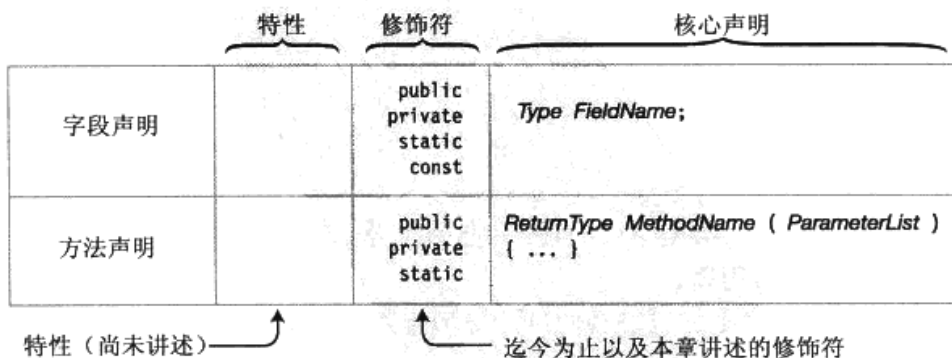 特性 修饰符 核心声明
字段声明
public
private
static
const
Type FieldName;
方法声明
public
private
static
ReturnType MethodName ( ParameterList )
{ ... }
特性（尚未讲述） 迄今为止以及本章讲述的修饰符